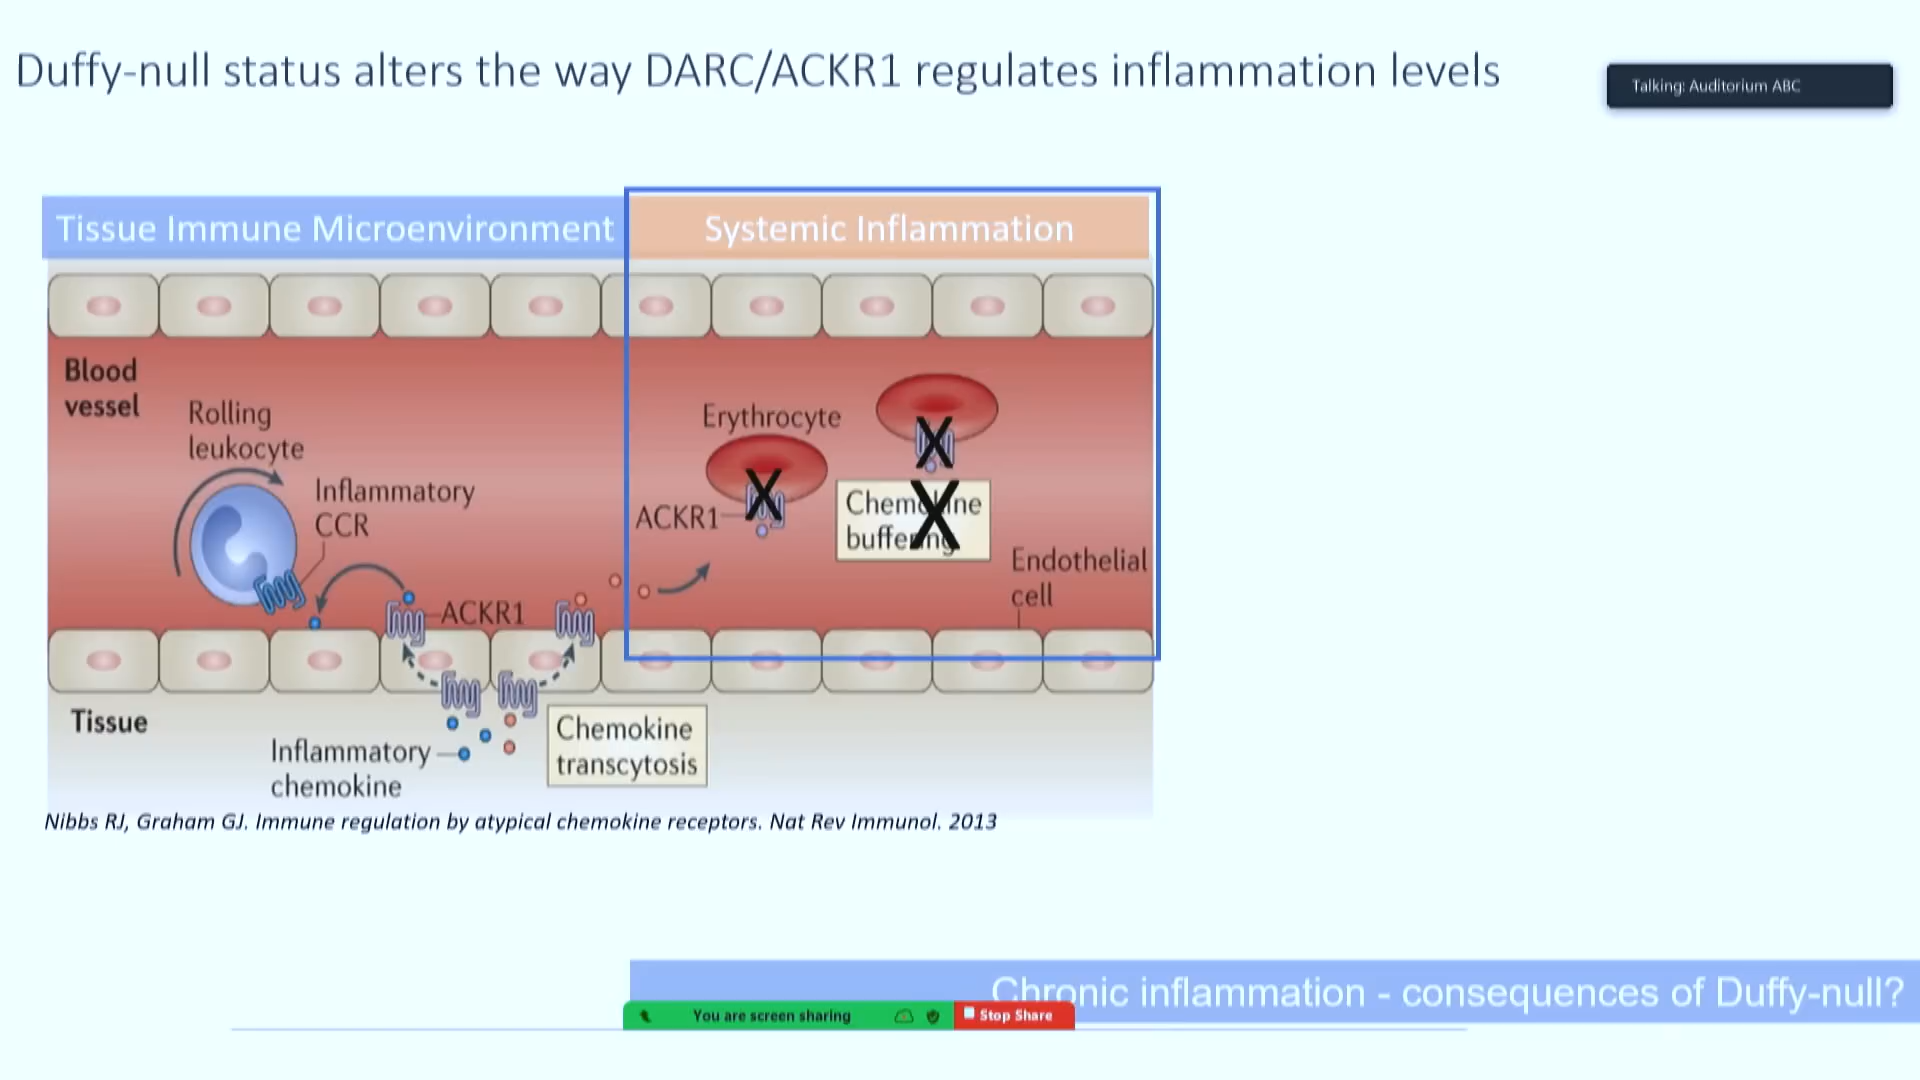 Duffy-null status alters the way DARC/ACKR1 regulates inflammation levels
Talking: Auditorium ABC
Tissue Immune Microenvironment
Systemic Inflammation
Blood
vessel
Rolling
leukocyte
Inflammatory
CCR
ACKR1
Erythrocyte
ACKR1
Chemokine
buffering
Endothelial
cell
Tissue
Inflammatory
chemokine
Chemokine
transcytosis
Nibbs RJ, Graham GJ. Immune regulation by atypical chemokine receptors. Nat Rev Immunol. 2013
Chronic inflammation - consequences of Duffy-null?
You are screen sharing
Stop Share